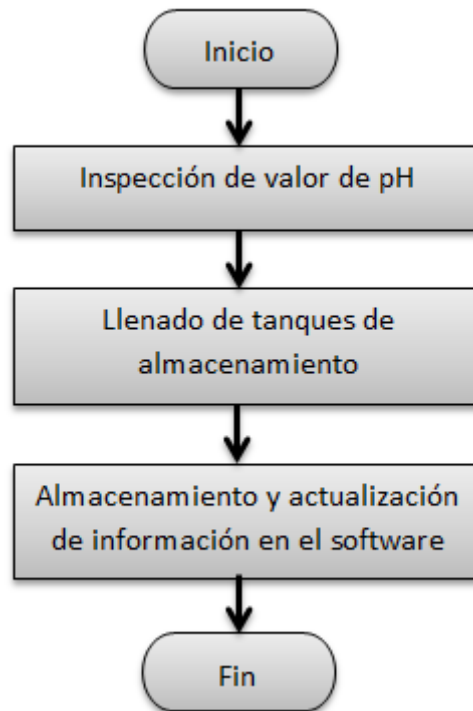 Inicio
Inspección de valor de pH
Llenado de tanques de
almacenamiento
Almacenamiento y actualización
de información en el software
Fin